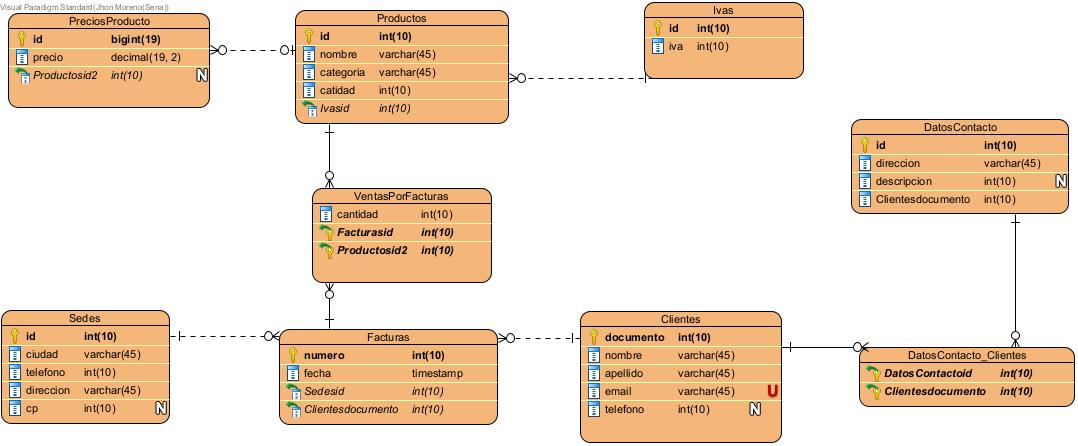 Visual Paradigm Standard(Jhon Moreno(Sena))
PreciosProducto
id bigint(19)
precio decimal(19, 2)
Productosid2 int(10) N
Productos
id int(10)
nombre varchar(45)
categoria varchar(45)
catidad int(10)
Ivasid int(10)
Ivas
id int(10)
iva int(10)
DatosContacto
id int(10)
direccion varchar(45)
descripcion int(10) N
Clientesdocumento int(10)
VentasPorFacturas
cantidad int(10)
Facturasid int(10)
Productosid2 int(10)
Sedes
id int(10)
ciudad varchar(45)
telefono int(10)
direccion varchar(45)
cp int(10) N
Facturas
numero int(10)
fecha timestamp
Sedesid int(10)
Clientesdocumento int(10)
Clientes
documento int(10)
nombre varchar(45)
apellido varchar(45)
email varchar(45) U
telefono int(10) N
DatosContacto_Clientes
DatosContactoid int(10)
Clientesdocumento int(10)